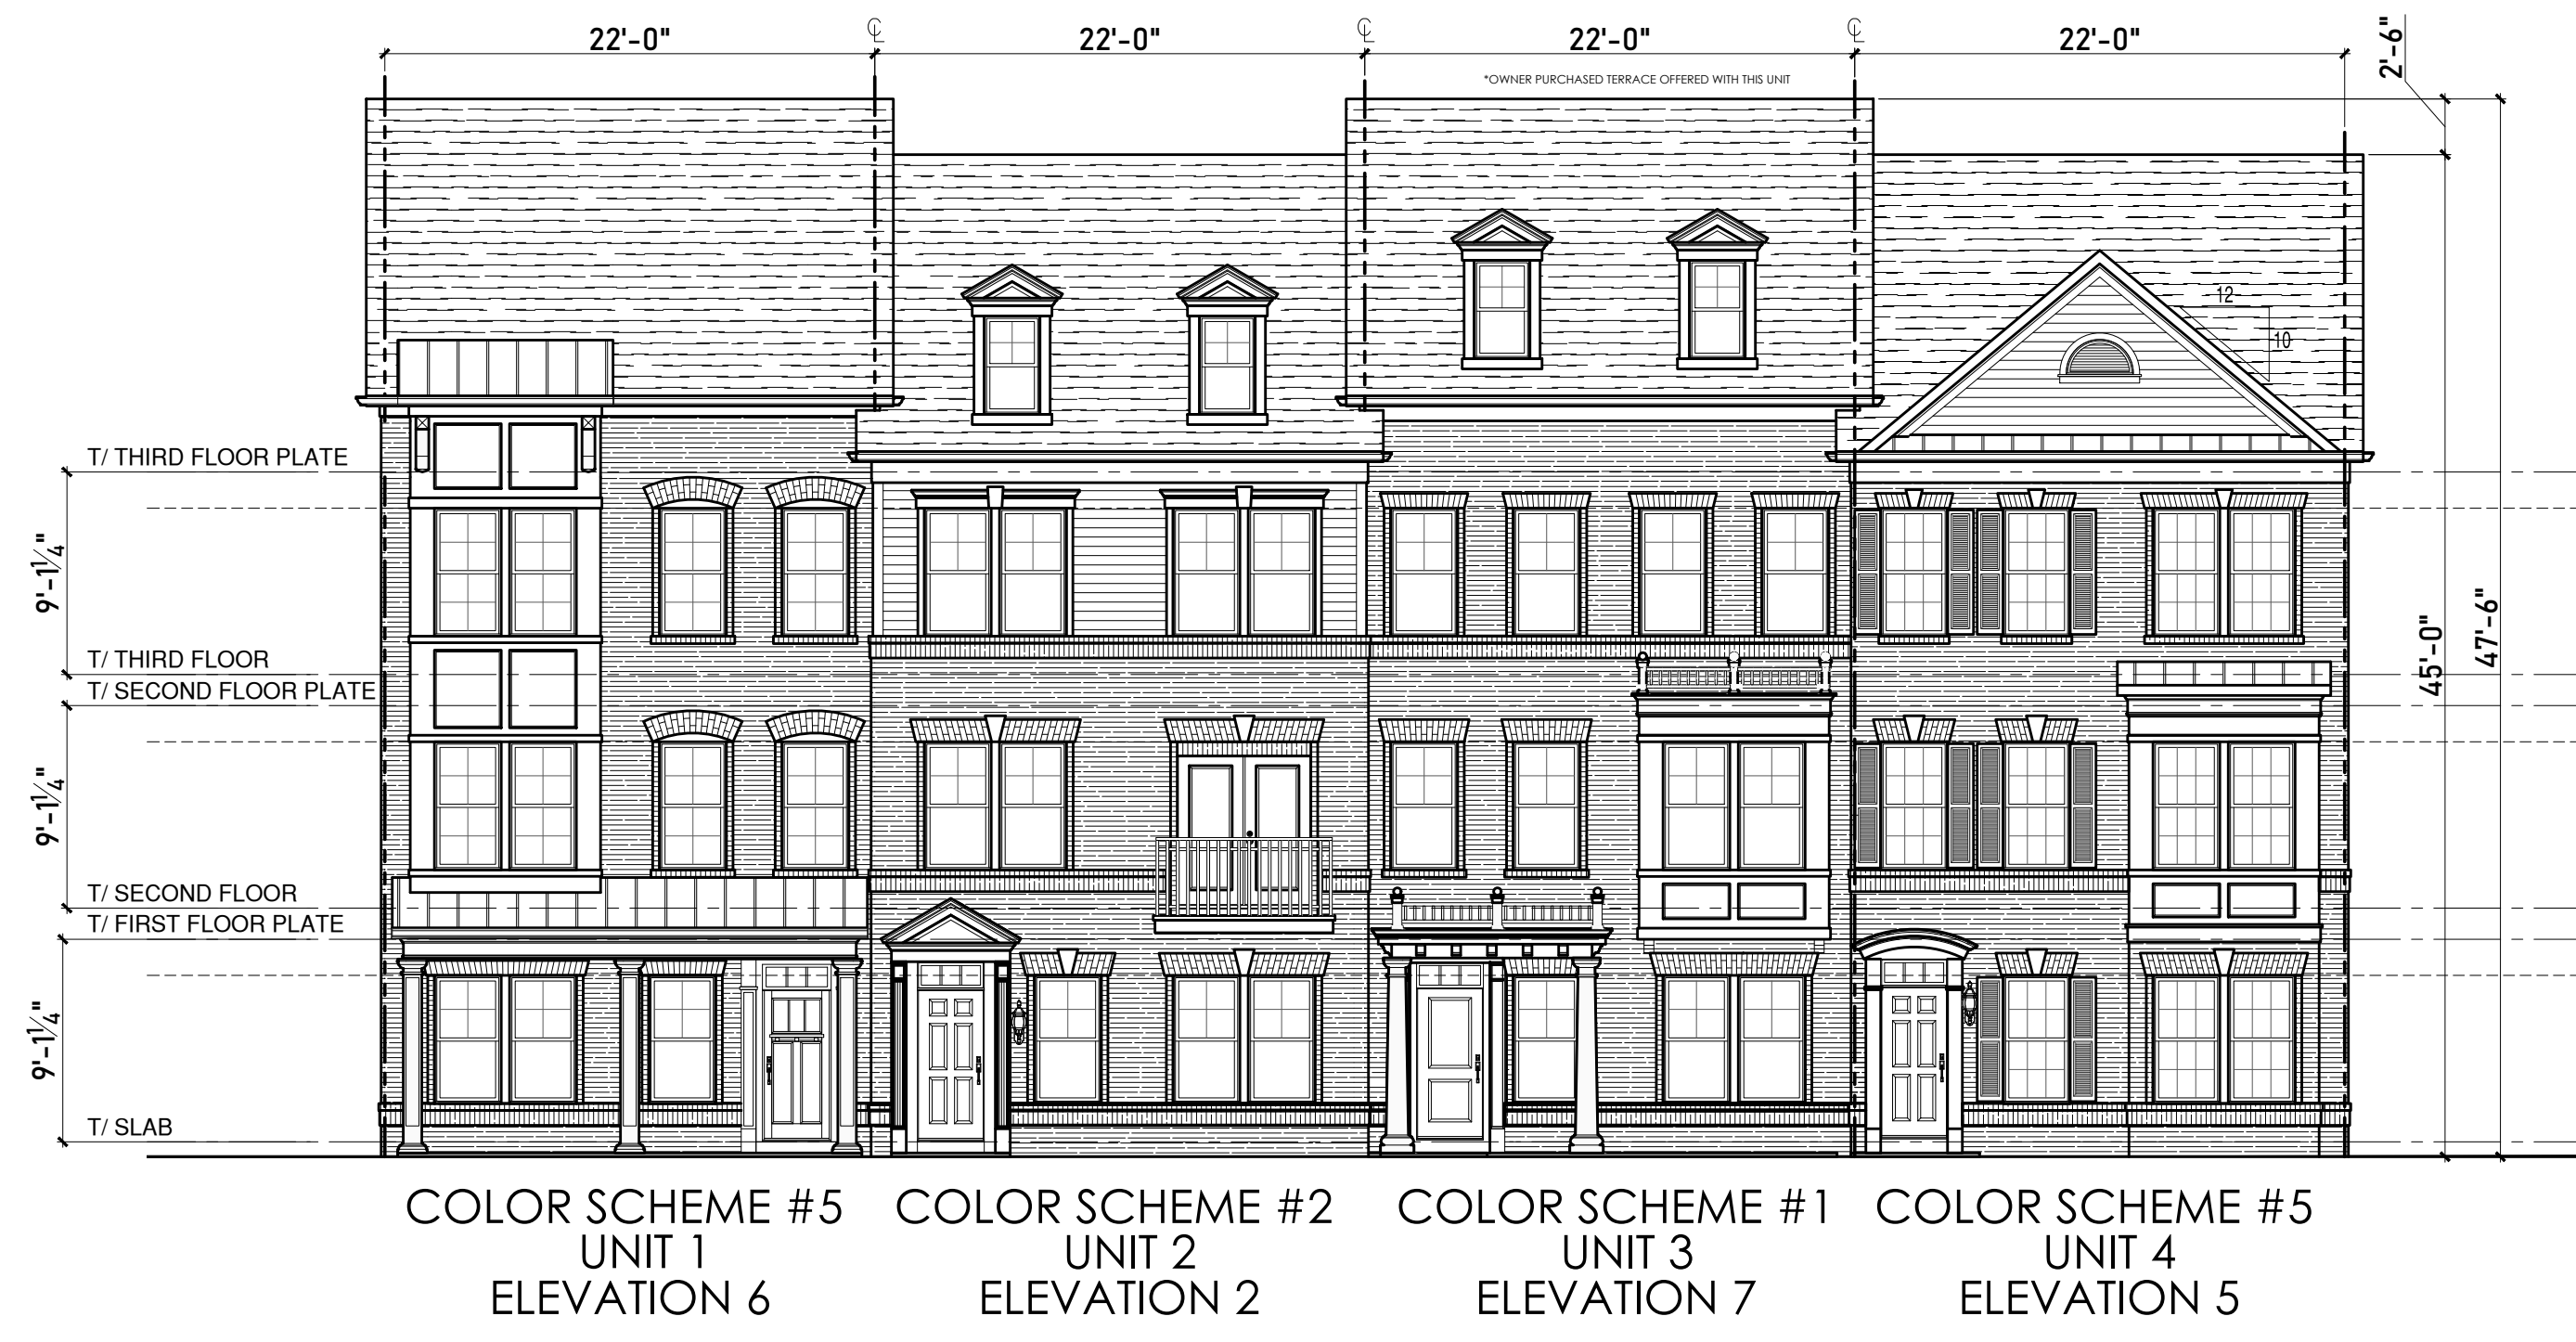 22'-0" 22'-0" 22'-0" 22'-0"
℄ ℄ ℄
2'-6"
*OWNER PURCHASED TERRACE OFFERED WITH THIS UNIT
12
10
T/ THIRD FLOOR PLATE
9'-1 1/4"
T/ THIRD FLOOR
T/ SECOND FLOOR PLATE
9'-1 1/4"
T/ SECOND FLOOR
T/ FIRST FLOOR PLATE
9'-1 1/4"
T/ SLAB
45'-0"
47'-6"
COLOR SCHEME #5
UNIT 1
ELEVATION 6
COLOR SCHEME #2
UNIT 2
ELEVATION 2
COLOR SCHEME #1
UNIT 3
ELEVATION 7
COLOR SCHEME #5
UNIT 4
ELEVATION 5